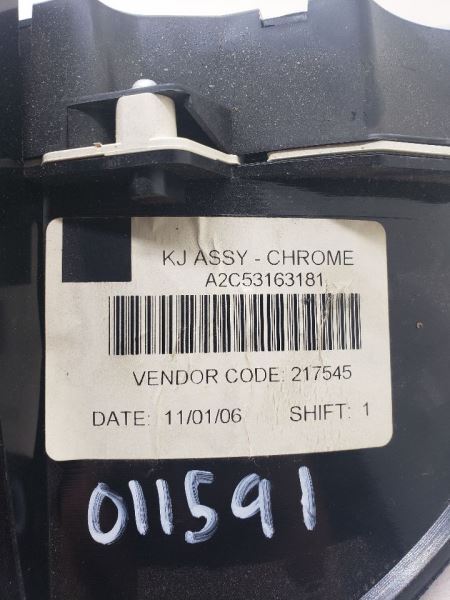 KJ ASSY - CHROME
A2C53163181
VENDOR CODE: 217545
DATE: 11/01/06 SHIFT: 1
011591